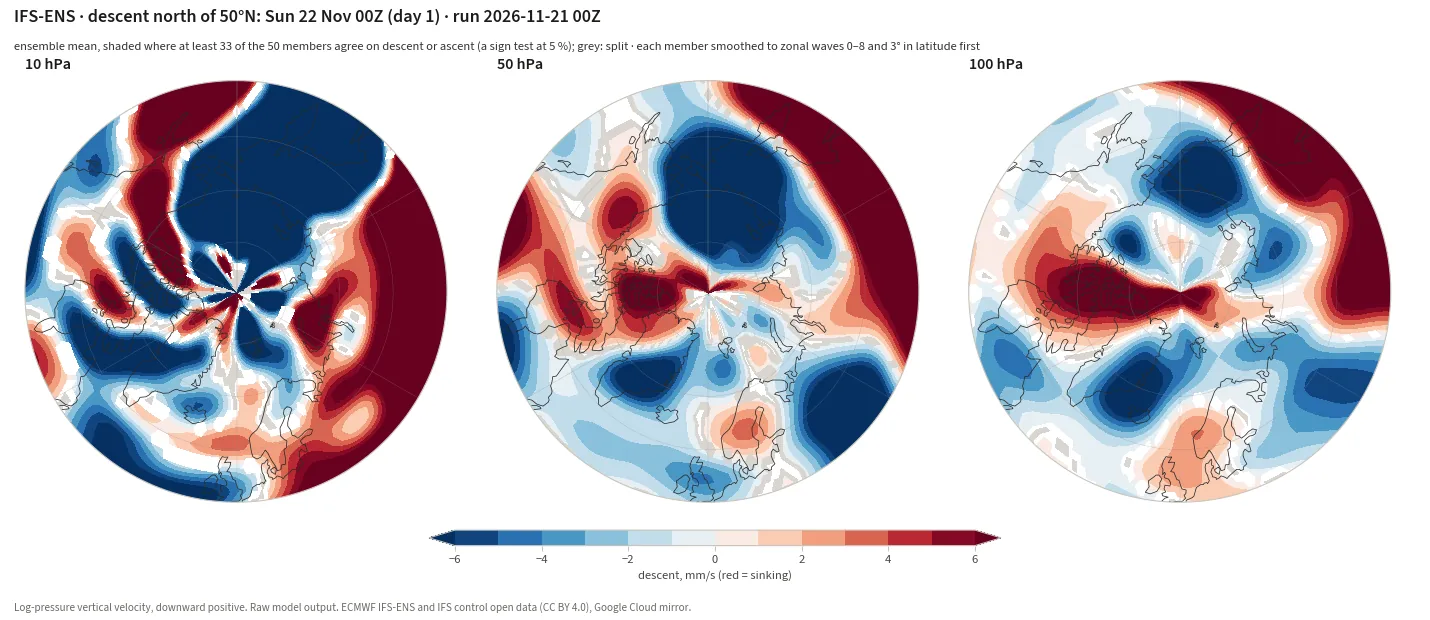 IFS-ENS · descent north of 50°N: Sun 22 Nov 00Z (day 1) · run 2026-11-21 00Z
ensemble mean, shaded where at least 33 of the 50 members agree on descent or ascent (a sign test at 5 %); grey: split · each member smoothed to zonal waves 0–8 and 3° in latitude first
10 hPa
50 hPa
100 hPa
−6 −4 −2 0 2 4 6
descent, mm/s (red = sinking)
Log-pressure vertical velocity, downward positive. Raw model output. ECMWF IFS-ENS and IFS control open data (CC BY 4.0), Google Cloud mirror.